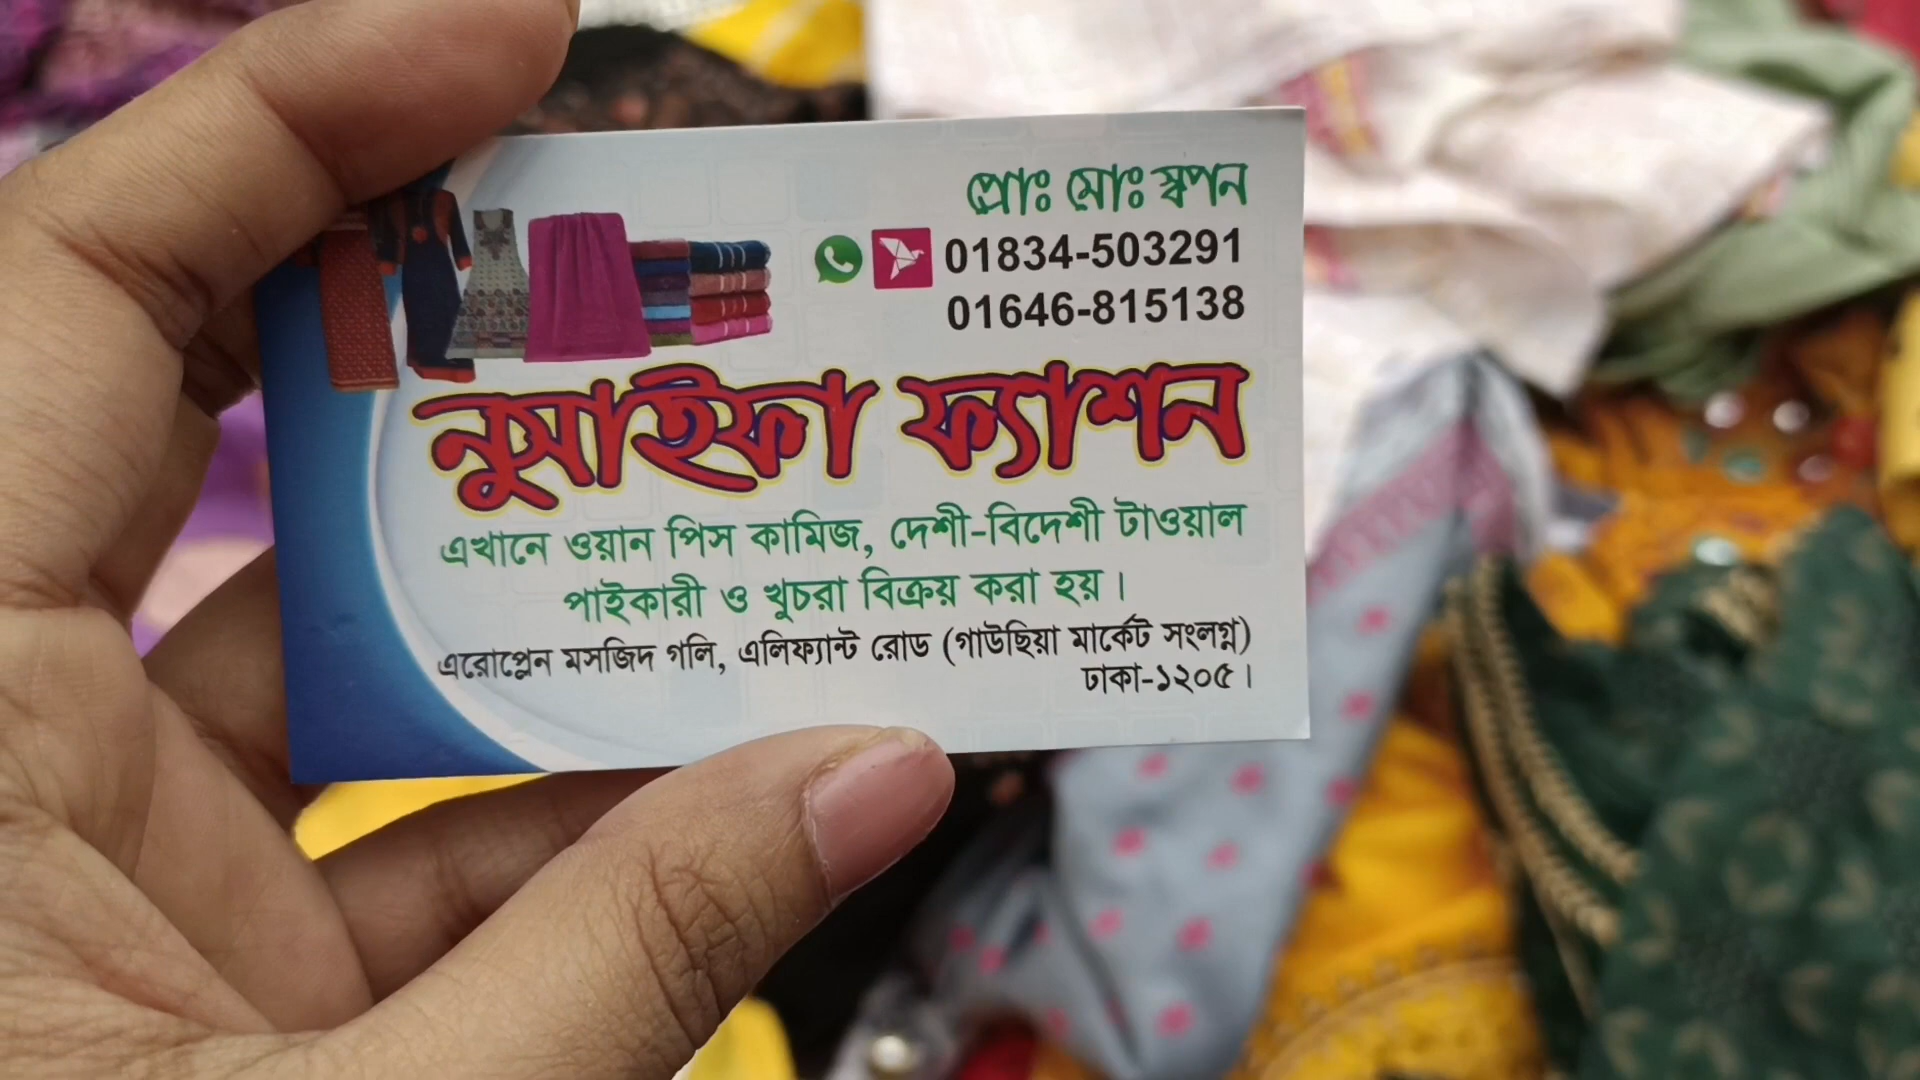 প্রোঃ মোঃ স্বপন
01834-503291
01646-815138
নুসাইফা ফ্যাশন
এখানে ওয়ান পিস কামিজ, দেশী-বিদেশী টাওয়াল
পাইকারী ও খুচরা বিক্রয় করা হয়।
এরোপ্লেন মসজিদ গলি, এলিফ্যান্ট রোড (গাউছিয়া মার্কেট সংলগ্ন)
ঢাকা-১২০৫।